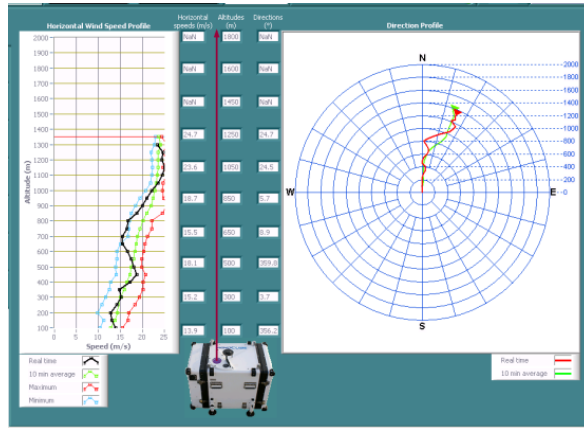 Horizontal Wind Speed Profile
Horizontal speeds (m/s) Altitudes (m) Directions (°)
Direction Profile
NaN 1800 NaN
NaN 1600 NaN
NaN 1450 NaN
24.7 1250 24.7
23.6 1050 24.5
18.7 850 5.7
15.5 650 8.9
18.1 500 359.8
15.2 300 3.7
13.9 100 356.2
Altitude (m)
2000
1900
1800
1700
1600
1500
1400
1300
1200
1100
1000
900
800
700
600
500
400
300
200
100
0 5 10 15 20 25
Speed (m/s)
Real time
10 min average
Maximum
Minimum
N
W
E
S
2000
1800
1600
1400
1200
1000
800
600
400
200
0
Real time
10 min average